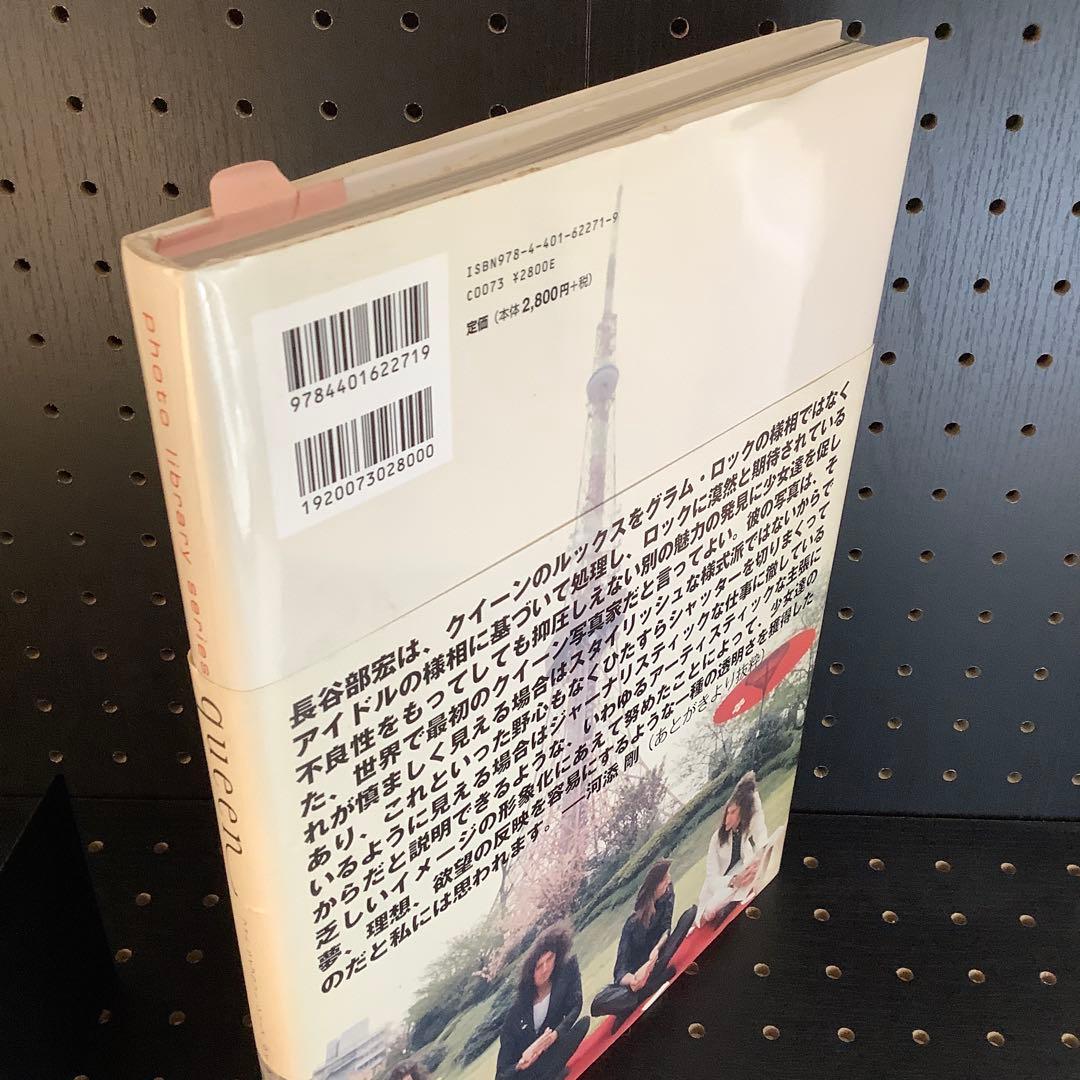 ISBN978-4-401-62271-9
C0073 ¥2800E
定価（本体2,800円+税）
9784401622719
1920073028000
長谷部宏は、クイーンのルックスをグラム・ロックの様相ではなく
アイドルの様相に基づいて処理し、ロックに漠然と期待されている
不良性をもってしても抑圧しえない別の魅力の発見に少女達を促し
た、世界で最初のクイーン写真家だと言ってよい。彼の写真は、そ
れが慎ましく見える場合はスタイリッシュな様式派ではないからで
あり、これといった野心もなくひたすらシャッターを切りまくって
いるように見える場合はジャーナリスティックな仕事に徹している
からだと説明できるような、いわゆるアーティスティックな主張に
乏しいイメージの形象化にあえて努めたことによって、少女達の
夢、理想、欲望の反映を容易にするような一種の透明さを獲得した
のだと私には思われます。──河添 剛（あとがきより抜粋）
photo library series
queen